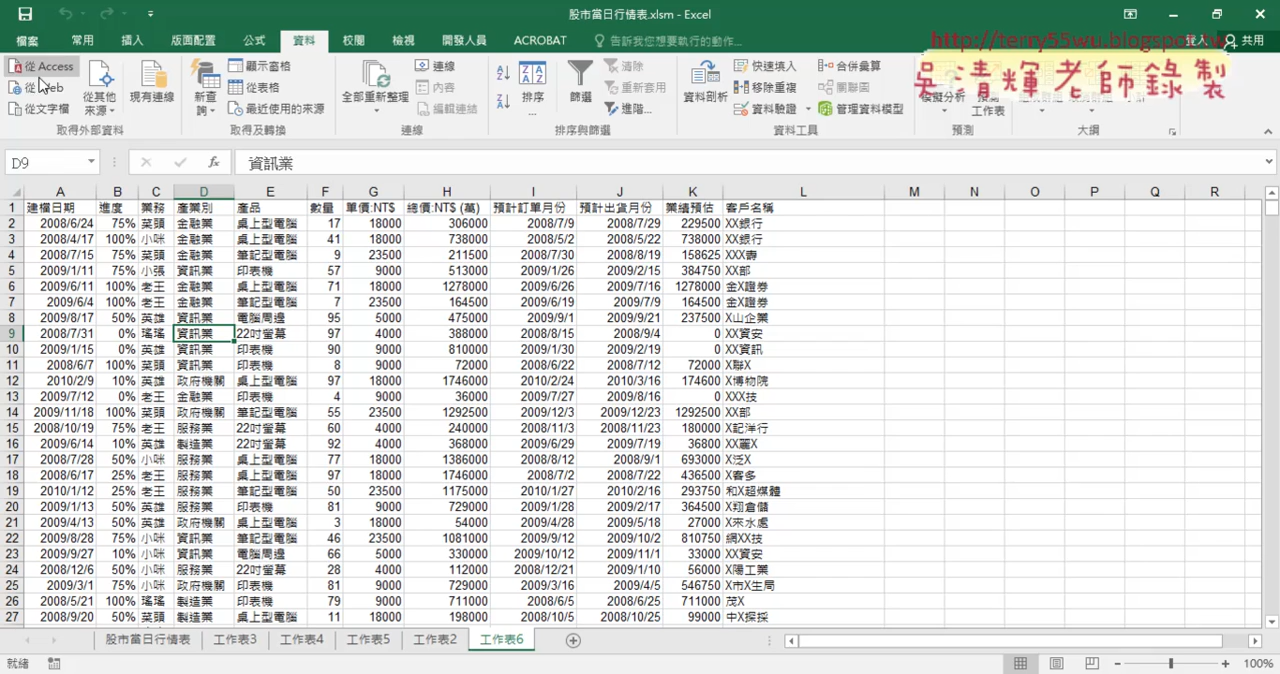 股市當日行情表.xlsm - Excel
檔案 常用 插入 版面配置 公式 資料 校閱 檢視 開發人員 ACROBAT 告訴我您想要執行的動作... 登入 共用
http://terry55wu.blogspot.tw
吳清輝老師錄製
從 Access 顯示窗格 連線 清除 快速填入 合併彙算
從 Web 從其他來源 現有連線 新查詢 從表格 全部重新整理 內容 排序... 篩選 重新套用 資料剖析 移除重複 關聯圖 模擬分析 預測工作表
從文字檔 最近使用的來源 編輯連結 進階... 資料驗證 管理資料模型
取得外部資料 取得及轉換 連線 排序與篩選 資料工具 預測 大綱
D9 fx 資訊業
A B C D E F G H I J K L M N O P Q R
1 建檔日期 進度 業務 產業別 產品 數量 單價:NT$ 總價:NT$ (萬) 預計訂單月份 預計出貨月份 業績預估 客戶名稱
2 2008/6/24 75% 菜頭 金融業 桌上型電腦 17 18000 306000 2008/7/9 2008/7/29 229500 XX銀行
3 2008/4/17 100% 小咪 金融業 桌上型電腦 41 18000 738000 2008/5/2 2008/5/22 738000 XX銀行
4 2008/7/15 75% 菜頭 金融業 筆記型電腦 9 23500 211500 2008/7/30 2008/8/19 158625 XXX壽
5 2009/1/11 75% 小張 資訊業 印表機 57 9000 513000 2009/1/26 2009/2/15 384750 XX部
6 2009/6/11 100% 老王 金融業 桌上型電腦 71 18000 1278000 2009/6/26 2009/7/16 1278000 金X證券
7 2009/6/4 100% 老王 金融業 筆記型電腦 7 23500 164500 2009/6/19 2009/7/9 164500 金X證券
8 2009/8/17 50% 英雄 資訊業 電腦周邊 95 5000 475000 2009/9/1 2009/9/21 237500 X山企業
9 2008/7/31 0% 瑤瑤 資訊業 22吋螢幕 97 4000 388000 2008/8/15 2008/9/4 0 XX資安
10 2009/1/15 0% 英雄 資訊業 印表機 90 9000 810000 2009/1/30 2009/2/19 0 XX資訊
11 2008/6/7 100% 菜頭 資訊業 印表機 8 9000 72000 2008/6/22 2008/7/12 72000 X聯X
12 2010/2/9 10% 英雄 政府機關 桌上型電腦 97 18000 1746000 2010/2/24 2010/3/16 174600 X博物院
13 2009/7/12 0% 老王 金融業 印表機 4 9000 36000 2009/7/27 2009/8/16 0 XXX技
14 2009/11/18 100% 菜頭 政府機關 筆記型電腦 55 23500 1292500 2009/12/3 2009/12/23 1292500 XX部
15 2008/10/19 75% 老王 服務業 22吋螢幕 60 4000 240000 2008/11/3 2008/11/23 180000 X記洋行
16 2009/6/14 10% 英雄 製造業 22吋螢幕 92 4000 368000 2009/6/29 2009/7/19 36800 XX麗X
17 2008/7/28 50% 小咪 服務業 桌上型電腦 77 18000 1386000 2008/8/12 2008/9/1 693000 X泛X
18 2008/6/17 25% 老王 服務業 桌上型電腦 97 18000 1746000 2008/7/2 2008/7/22 436500 X客多
19 2010/1/12 25% 老王 服務業 筆記型電腦 50 23500 1175000 2010/1/27 2010/2/16 293750 和X超媒體
20 2009/1/13 50% 英雄 服務業 印表機 81 9000 729000 2009/1/28 2009/2/17 364500 X翔倉儲
21 2009/4/13 50% 英雄 政府機關 桌上型電腦 3 18000 54000 2009/4/28 2009/5/18 27000 X來水處
22 2009/8/28 75% 小咪 資訊業 筆記型電腦 46 23500 1081000 2009/9/12 2009/10/2 810750 網XX技
23 2009/9/27 10% 小咪 資訊業 電腦周邊 66 5000 330000 2009/10/12 2009/11/1 33000 XX資安
24 2008/12/6 50% 小咪 服務業 22吋螢幕 28 4000 112000 2008/12/21 2009/1/10 56000 X陽工業
25 2009/3/1 75% 小咪 政府機關 印表機 81 9000 729000 2009/3/16 2009/4/5 546750 X市X生局
26 2008/5/21 100% 瑤瑤 製造業 印表機 79 9000 711000 2008/6/5 2008/6/25 711000 茂X
27 2008/9/20 50% 菜頭 製造業 桌上型電腦 11 18000 198000 2008/10/5 2008/10/25 99000 中X探採
股市當日行情表 工作表3 工作表4 工作表5 工作表2 工作表6
就緒 100%